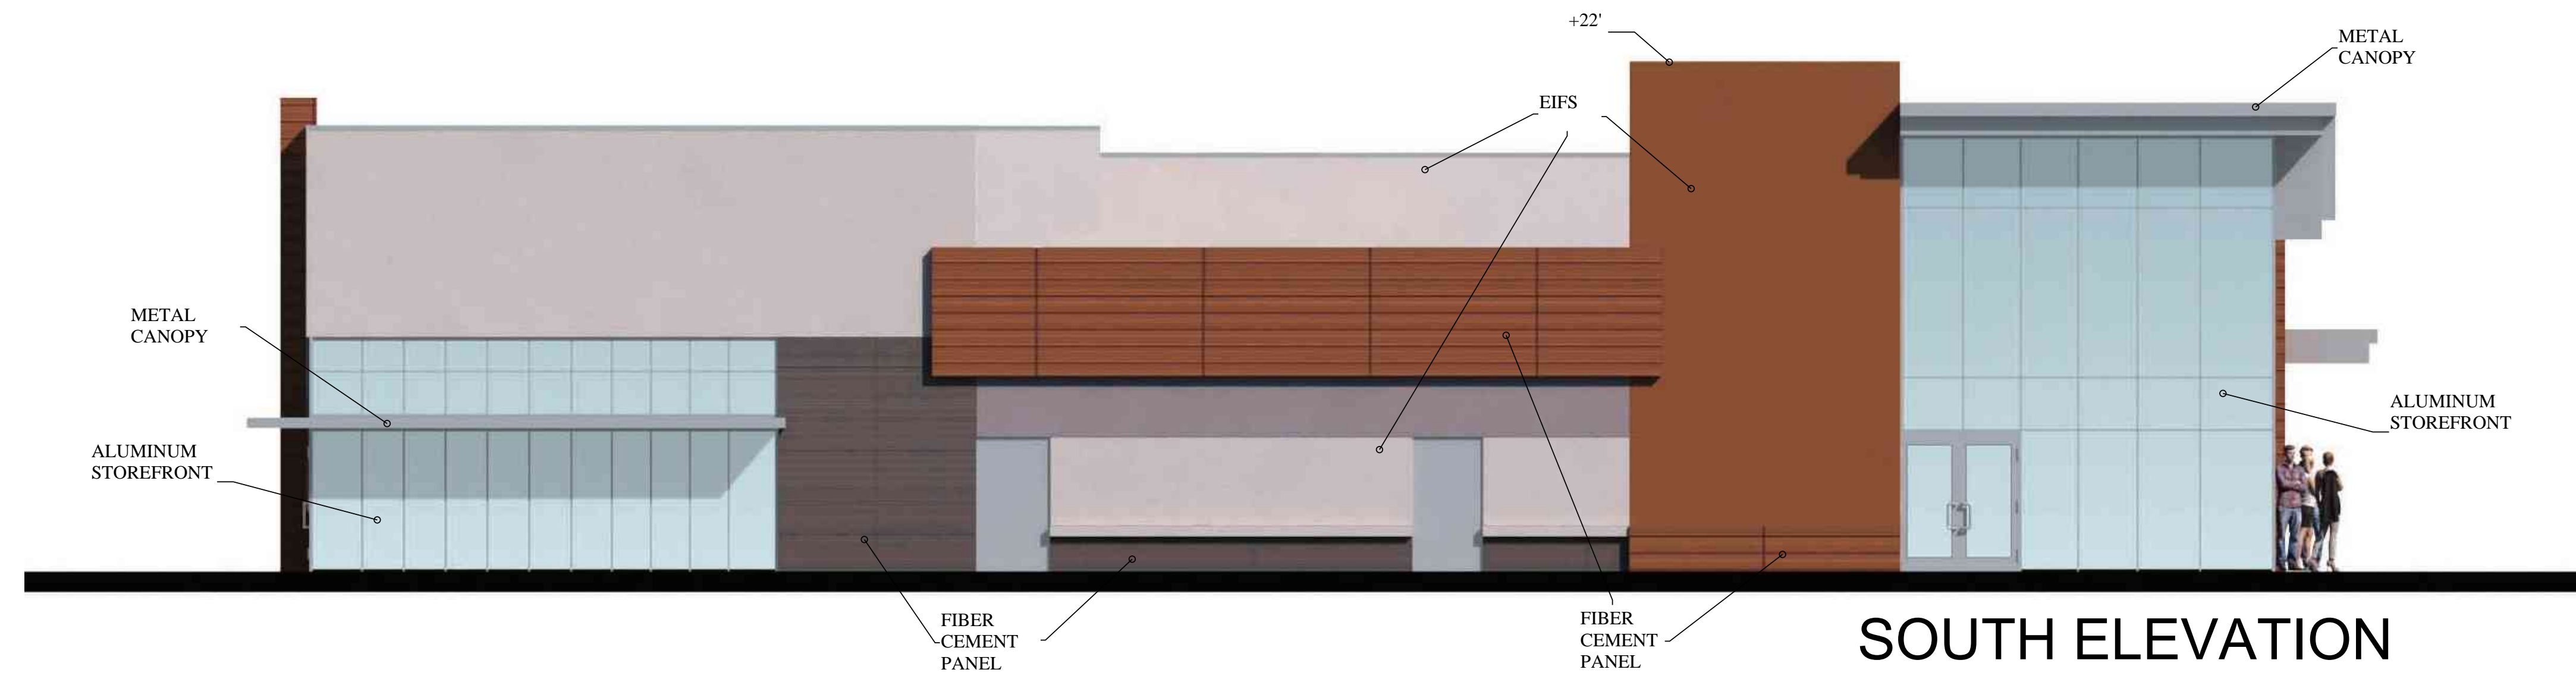 +22'
METAL
CANOPY
EIFS
METAL
CANOPY
ALUMINUM
STOREFRONT
ALUMINUM
STOREFRONT
FIBER
CEMENT
PANEL
FIBER
CEMENT
PANEL
SOUTH ELEVATION